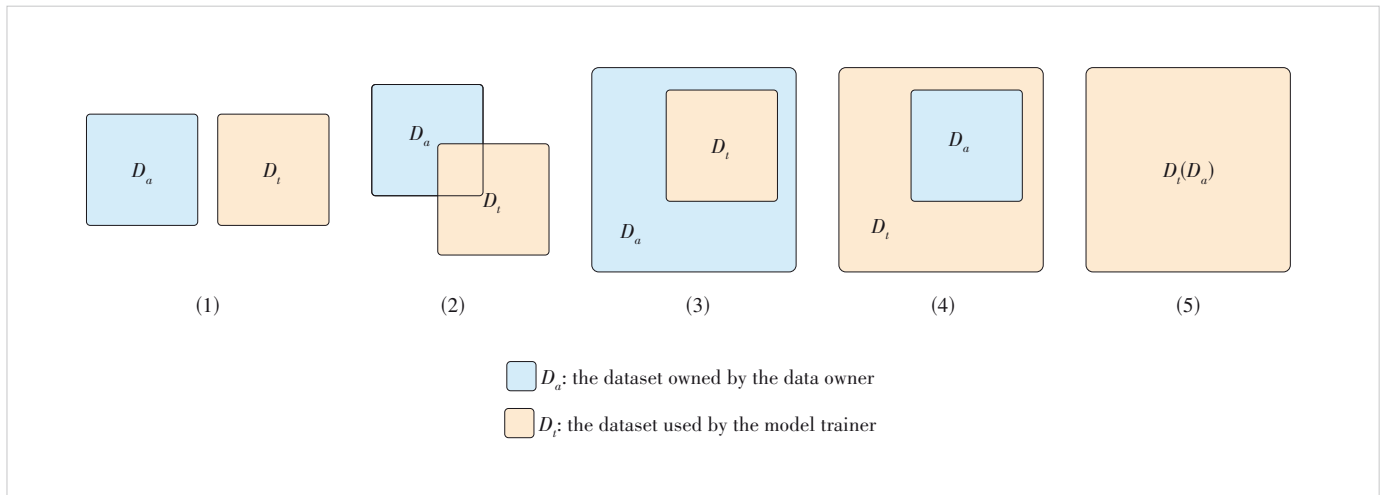 D_a
D_t
D_a
D_t
D_t
D_a
D_a
D_t
D_t(D_a)
(1) (2) (3) (4) (5)
D_a: the dataset owned by the data owner
D_t: the dataset used by the model trainer